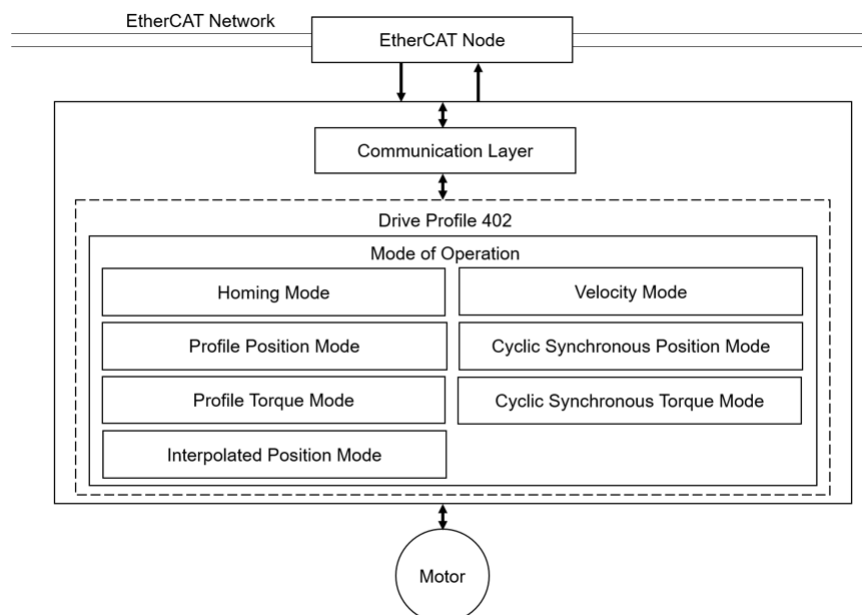 EtherCAT Network
EtherCAT Node
Communication Layer
Drive Profile 402
Mode of Operation
Homing Mode
Velocity Mode
Profile Position Mode
Cyclic Synchronous Position Mode
Profile Torque Mode
Cyclic Synchronous Torque Mode
Interpolated Position Mode
Motor